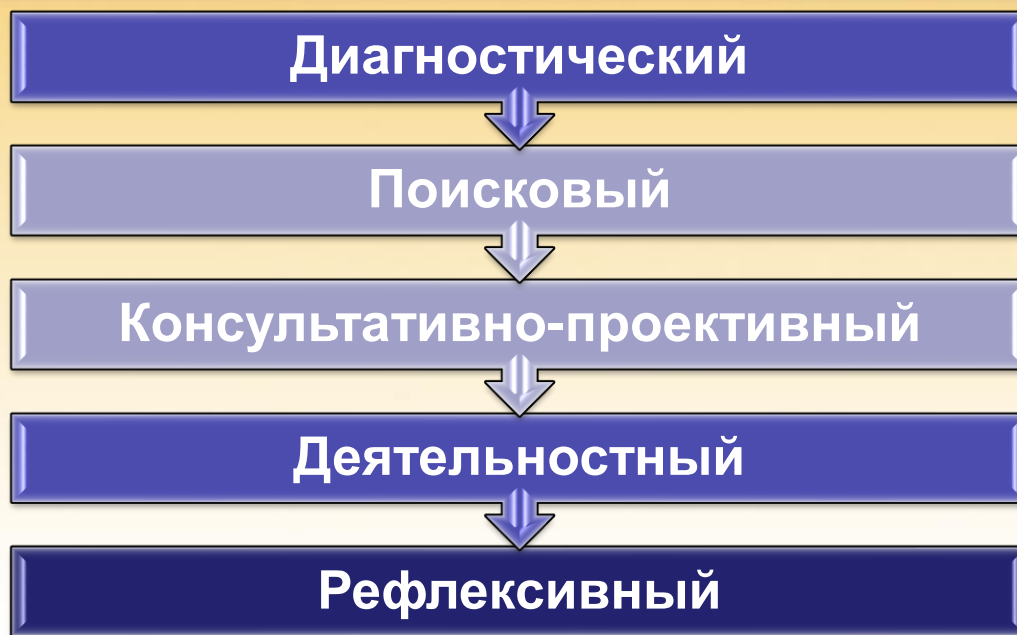 Диагностический
Поисковый
Консультативно-проективный
Деятельностный
Рефлексивный